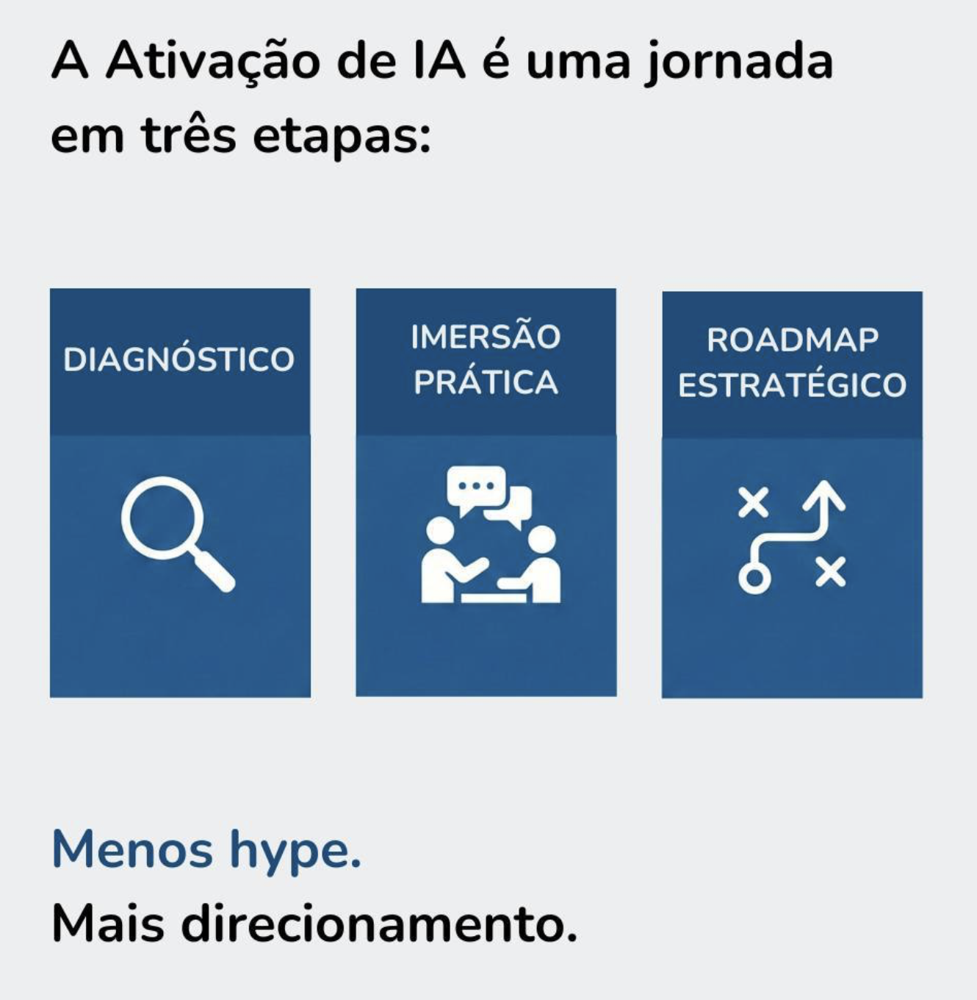 A Ativação de IA é uma jornada
em três etapas:
DIAGNÓSTICO
IMERSÃO
PRÁTICA
ROADMAP
ESTRATÉGICO
Menos hype.
Mais direcionamento.